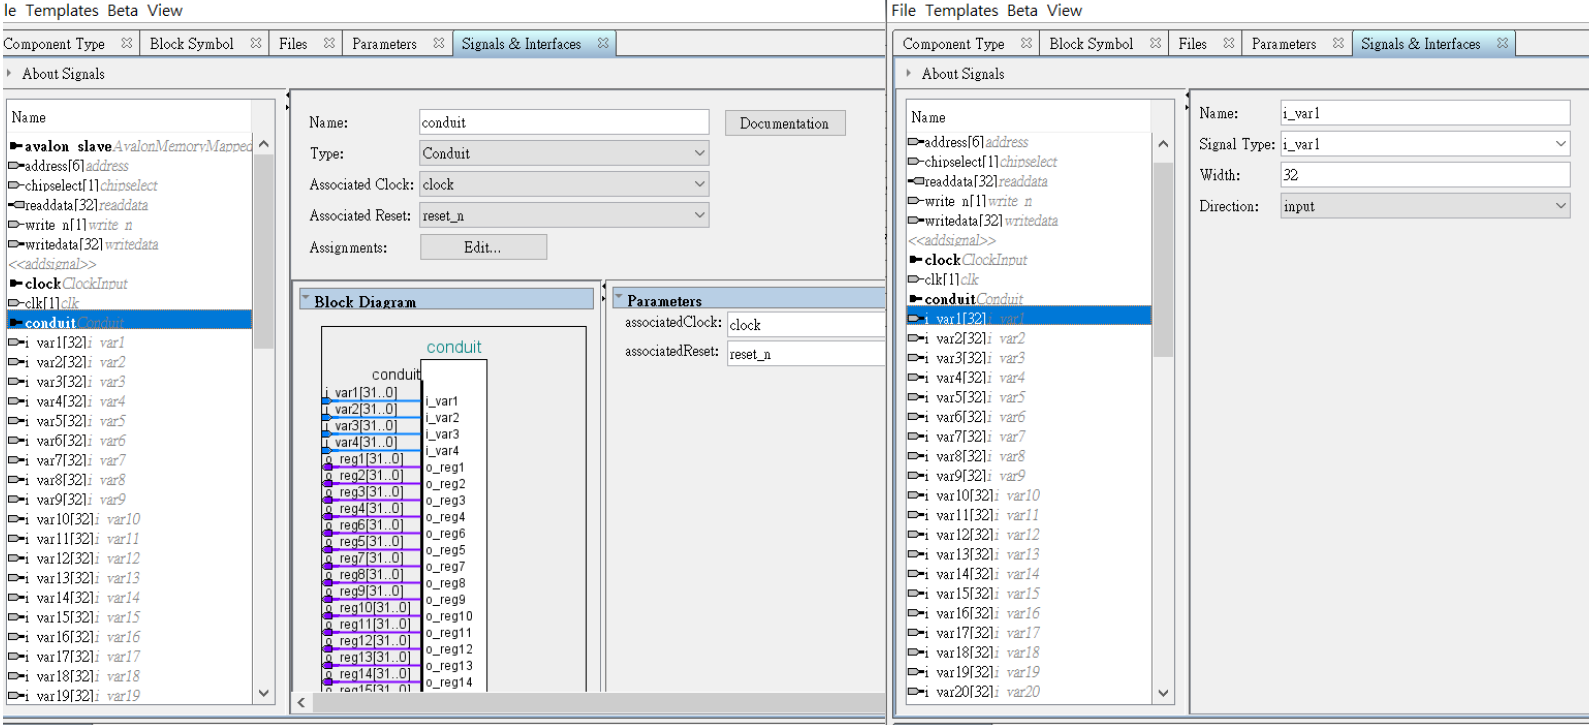 le Templates Beta View
Component Type
Block Symbol
Files
Parameters
Signals & Interfaces
About Signals
Name
avalon_slave AvalonMemoryMapped
address[6] address
chipselect[1] chipselect
readdata[32] readdata
write_n[1] write_n
writedata[32] writedata
<<add signal>>
clock Clock Input
clk[1] clk
conduit Conduit
i_var1[32] i_var1
i_var2[32] i_var2
i_var3[32] i_var3
i_var4[32] i_var4
i_var5[32] i_var5
i_var6[32] i_var6
i_var7[32] i_var7
i_var8[32] i_var8
i_var9[32] i_var9
i_var10[32] i_var10
i_var11[32] i_var11
i_var12[32] i_var12
i_var13[32] i_var13
i_var14[32] i_var14
i_var15[32] i_var15
i_var16[32] i_var16
i_var17[32] i_var17
i_var18[32] i_var18
i_var19[32] i_var19
Name: conduit
Documentation
Type: Conduit
Associated Clock: clock
Associated Reset: reset_n
Assignments: Edit...
Block Diagram
conduit
conduit
i_var1[31..0] i_var1
i_var2[31..0] i_var2
i_var3[31..0] i_var3
i_var4[31..0] i_var4
o_reg1[31..0] o_reg1
o_reg2[31..0] o_reg2
o_reg3[31..0] o_reg3
o_reg4[31..0] o_reg4
o_reg6[31..0] o_reg6
o_reg5[31..0] o_reg5
o_reg7[31..0] o_reg7
o_reg8[31..0] o_reg8
o_reg9[31..0] o_reg9
o_reg10[31..0] o_reg10
o_reg11[31..0] o_reg11
o_reg12[31..0] o_reg12
o_reg13[31..0] o_reg13
o_reg14[31..0] o_reg14
o_reg15[31..0]
Parameters
associatedClock: clock
associatedReset: reset_n
File Templates Beta View
Component Type
Block Symbol
Files
Parameters
Signals & Interfaces
About Signals
Name
address[6] address
chipselect[1] chipselect
readdata[32] readdata
write_n[1] write_n
writedata[32] writedata
<<add signal>>
clock Clock Input
clk[1] clk
conduit Conduit
i_var1[32] i_var1
i_var2[32] i_var2
i_var3[32] i_var3
i_var4[32] i_var4
i_var5[32] i_var5
i_var6[32] i_var6
i_var7[32] i_var7
i_var8[32] i_var8
i_var9[32] i_var9
i_var10[32] i_var10
i_var11[32] i_var11
i_var12[32] i_var12
i_var13[32] i_var13
i_var14[32] i_var14
i_var15[32] i_var15
i_var16[32] i_var16
i_var17[32] i_var17
i_var18[32] i_var18
i_var19[32] i_var19
i_var20[32] i_var20
Name: i_var1
Signal Type: i_var1
Width: 32
Direction: input